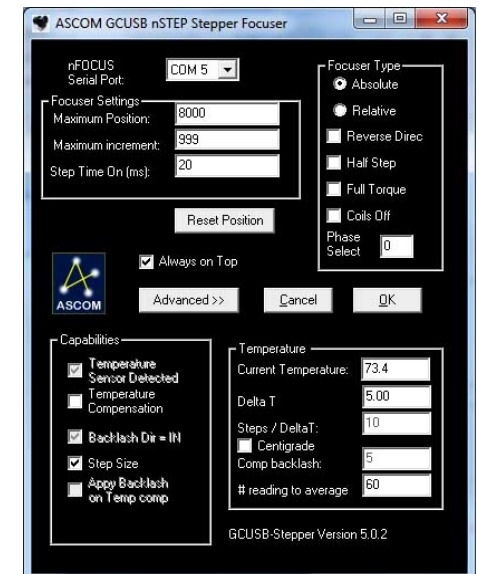 ASCOM GCUSB nSTEP Stepper Focuser
nFOCUS
Serial Port:
COM 5
Focuser Settings
Maximum Position:
8000
Maximum increment:
999
Step Time On (ms):
20
Reset Position
Focuser Type
Absolute
Relative
Reverse Direc
Half Step
Full Torque
Coils Off
Phase
Select
0
ASCOM
Always on Top
Advanced >>
Cancel
OK
Capabilities
Temperature
Sensor Detected
Temperature
Compensation
Backlash Dir = IN
Step Size
Appy Backlash
on Temp comp
Temperature
Current Temperature:
73.4
Delta T
5.00
Steps / DeltaT:
10
Centigrade
Comp backlash:
5
# reading to average
60
GCUSB-Stepper Version 5.0.2